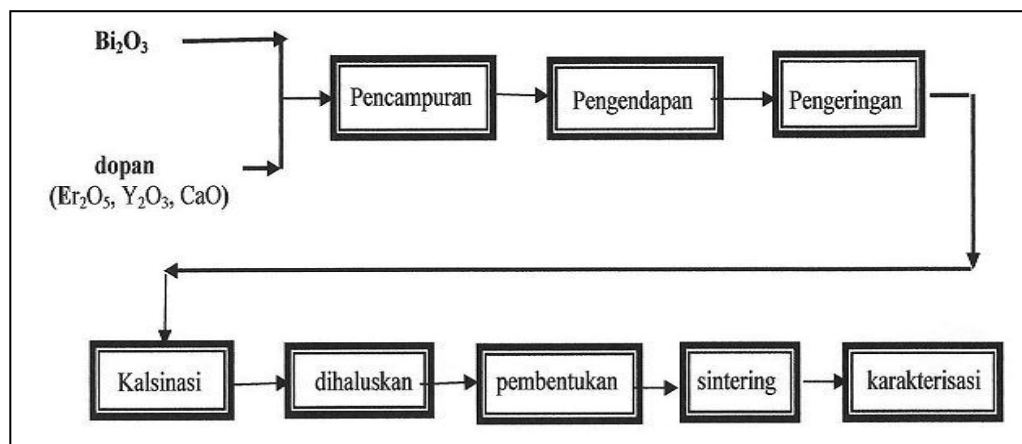 Bi₂O₃
dopan
(Er₂O₅, Y₂O₃, CaO)
Pencampuran
Pengendapan
Pengeringan
Kalsinasi
dihaluskan
pembentukan
sintering
karakterisasi